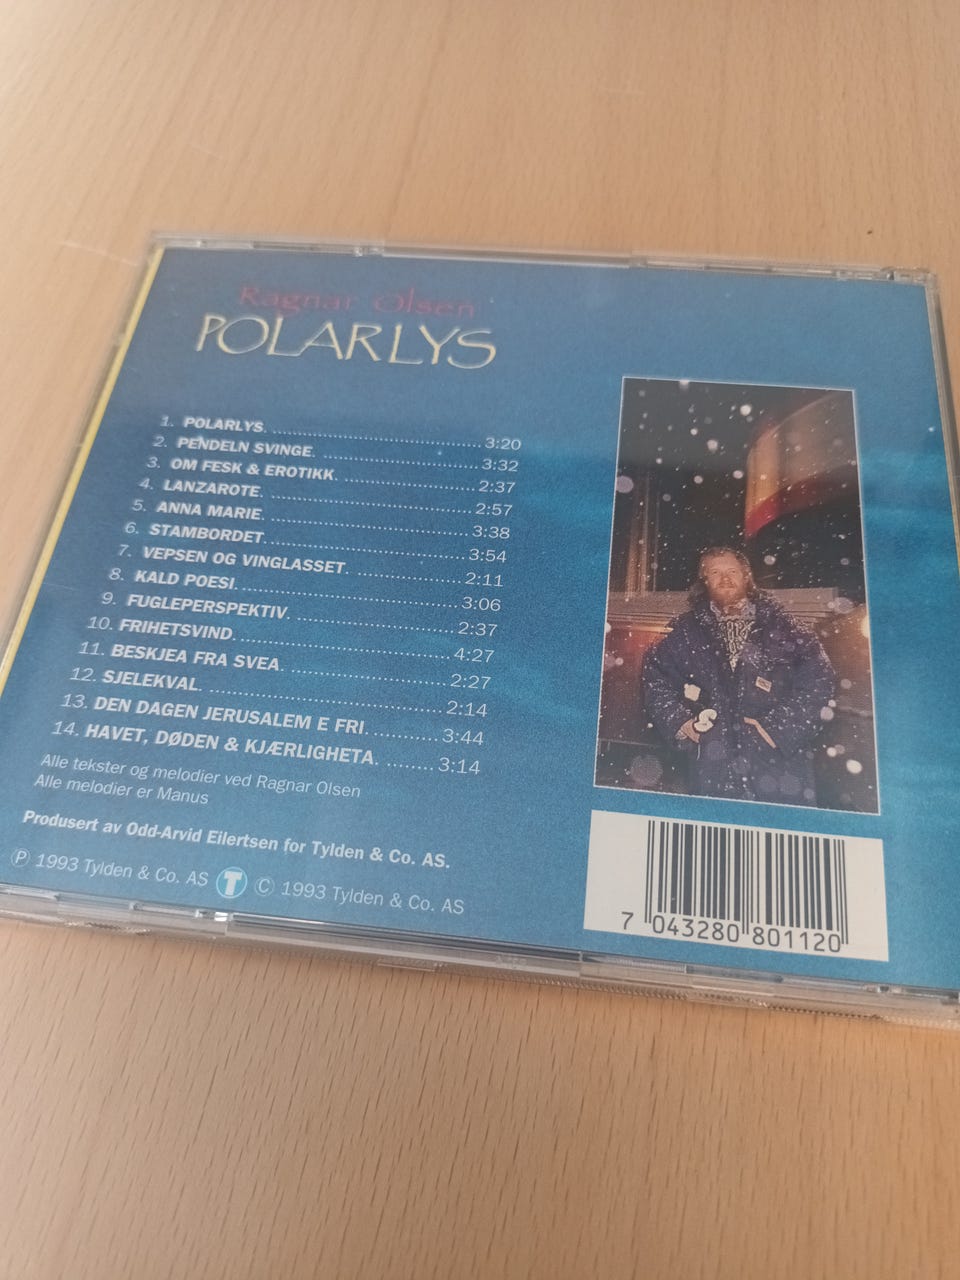 Ragnar Olsen
POLARLYS
1. POLARLYS. 3:20
2. PENDELN SVINGE. 3:32
3. OM FESK & EROTIKK. 2:37
4. LANZAROTE. 2:57
5. ANNA MARIE. 3:38
6. STAMBORDET. 3:54
7. VEPSEN OG VINGLASSET. 2:11
8. KALD POESI. 3:06
9. FUGLEPERSPEKTIV. 2:37
10. FRIHETSVIND. 4:27
11. BESKJEA FRA SVEA. 2:27
12. SJELEKVAL. 2:14
13. DEN DAGEN JERUSALEM E FRI. 3:44
14. HAVET, DØDEN & KJÆRLIGHETA. 3:14
Alle tekster og melodier ved Ragnar Olsen
Alle melodier er Manus
Produsert av Odd-Arvid Eilertsen for Tylden & Co. AS.
Ⓟ 1993 Tylden & Co. AS T © 1993 Tylden & Co. AS
7 043280 801120